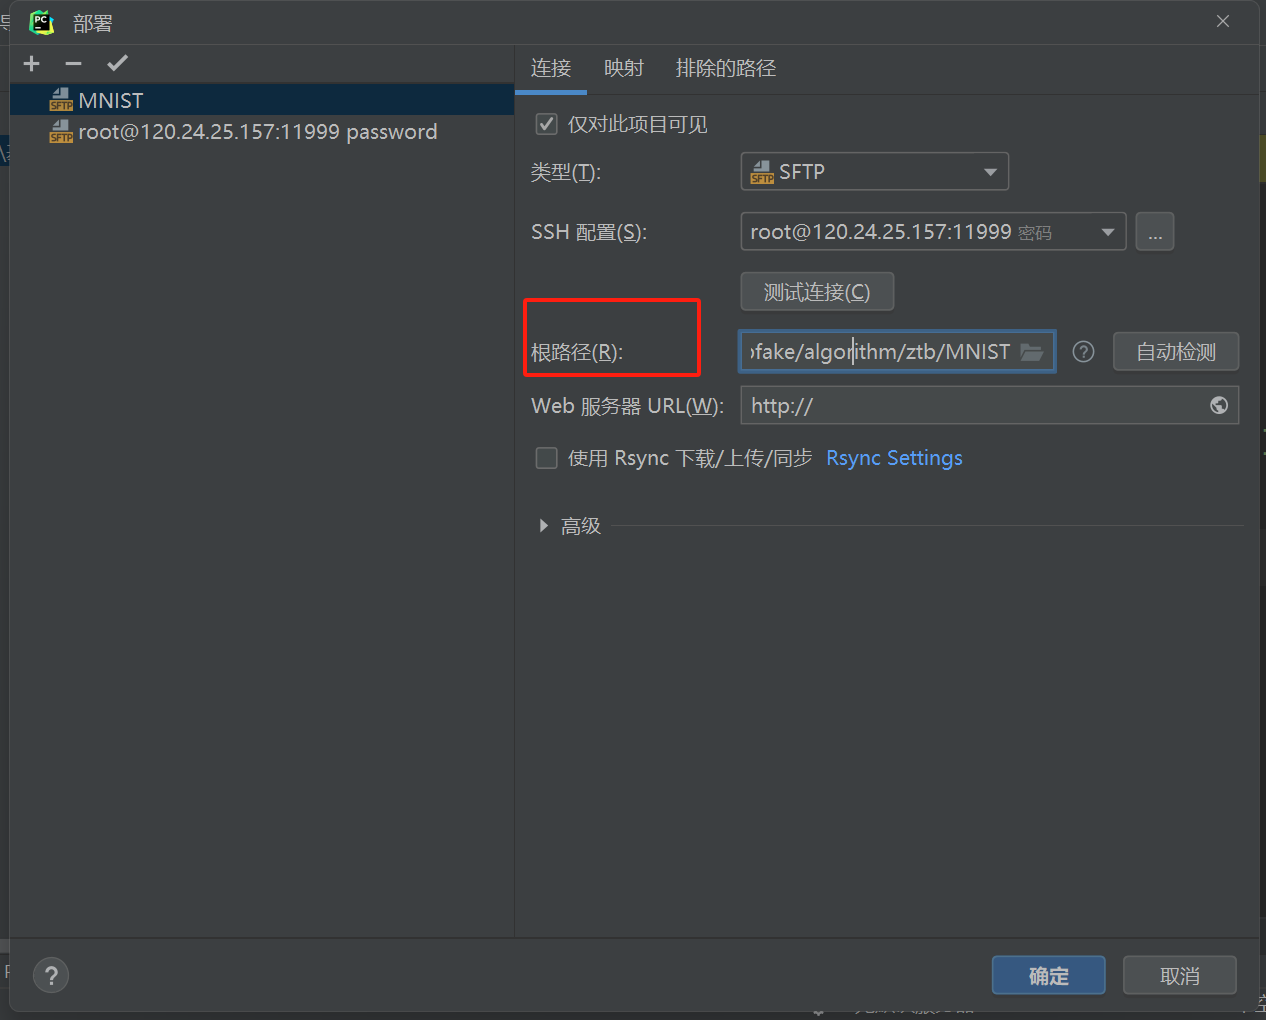 部署
MNIST
root@120.24.25.157:11999 password
连接 映射 排除的路径
仅对此项目可见
类型(T): SFTP
SSH 配置(S): root@120.24.25.157:11999 密码 ...
测试连接(C)
根路径(R): ofake/algorithm/ztb/MNIST 自动检测
Web 服务器 URL(W): http://
使用 Rsync 下载/上传/同步 Rsync Settings
高级
? 确定 取消